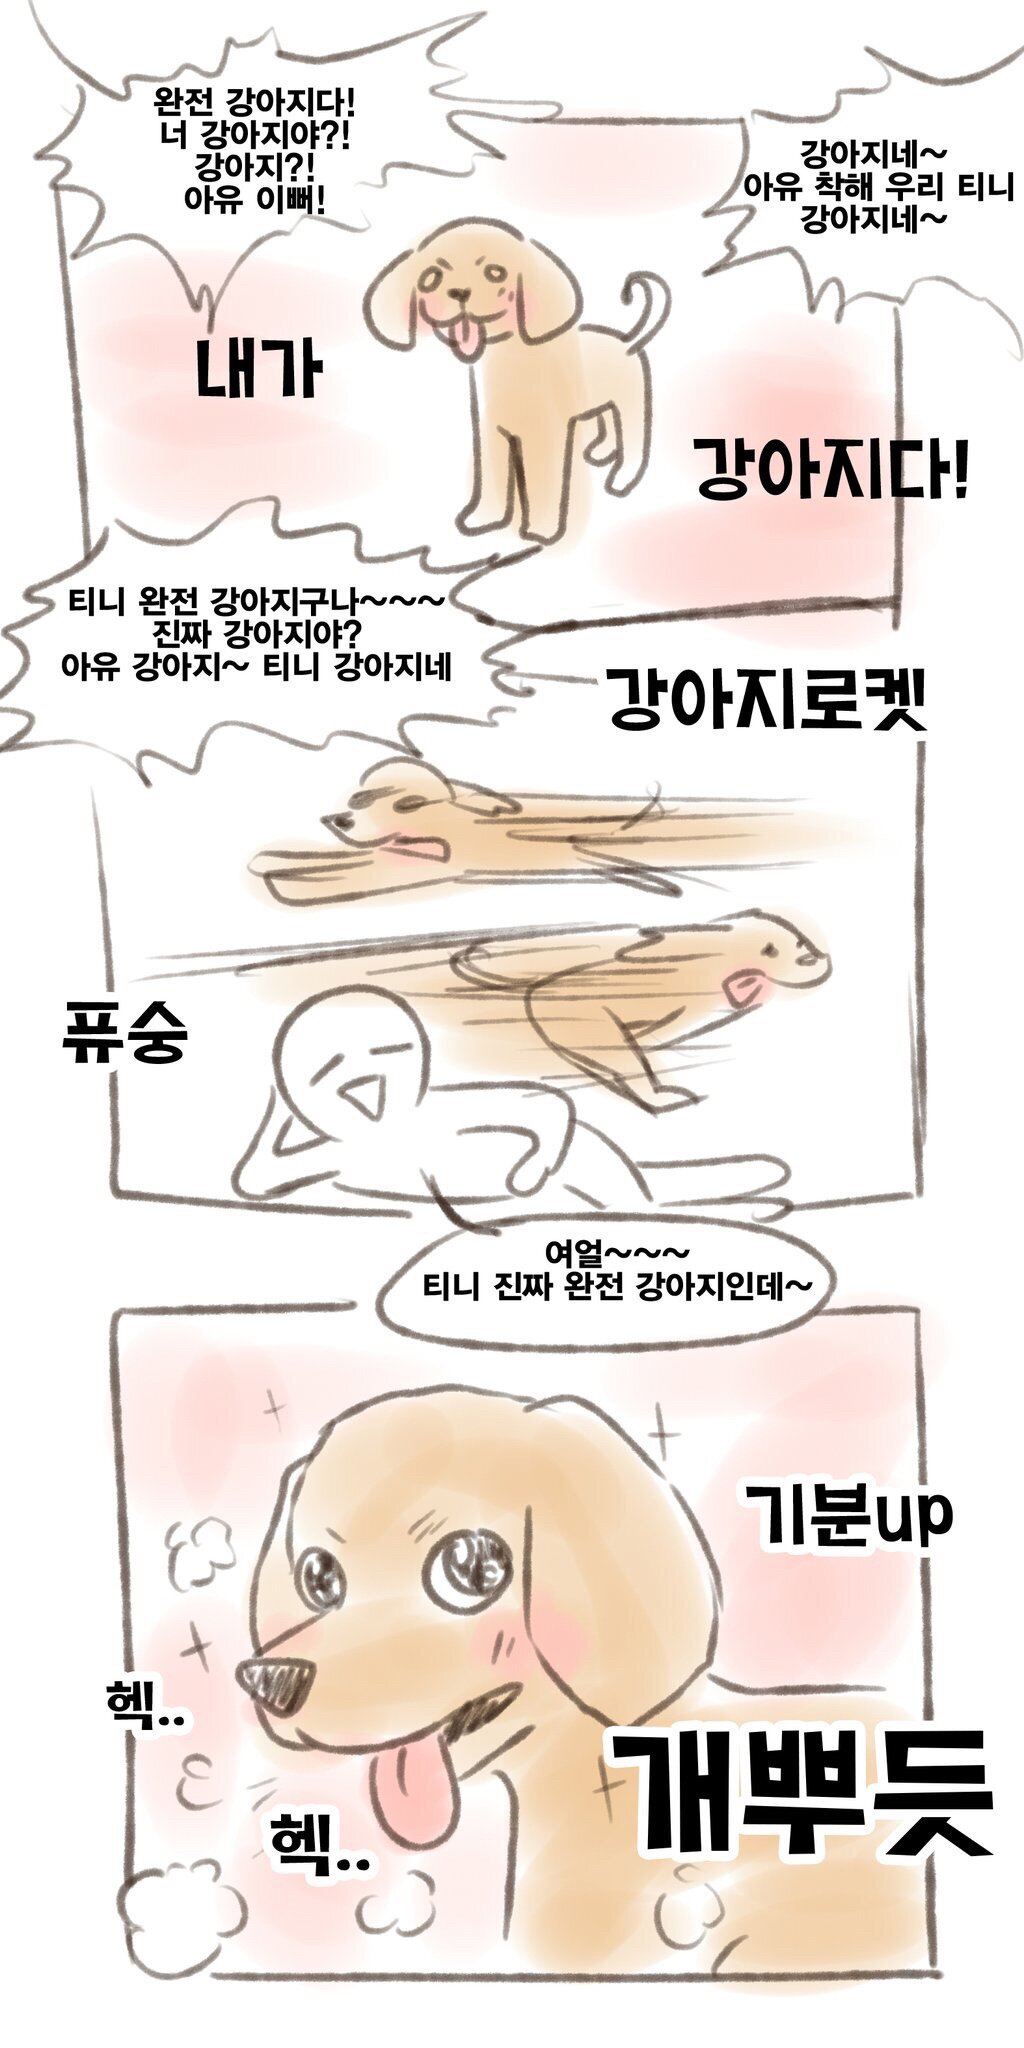 완전 강아지다!
너 강아지야?!
강아지?!
아유 이뻐!
강아지네~
아유 착해 우리 티니
강아지네~
내가
강아지다!
티니 완전 강아지구나~~~
진짜 강아지야?
아유 강아지~ 티니 강아지네
강아지로켓
퓨숭
여얼~~~
티니 진짜 완전 강아지인데~
기분up
헥..
개뿌듯
헥..